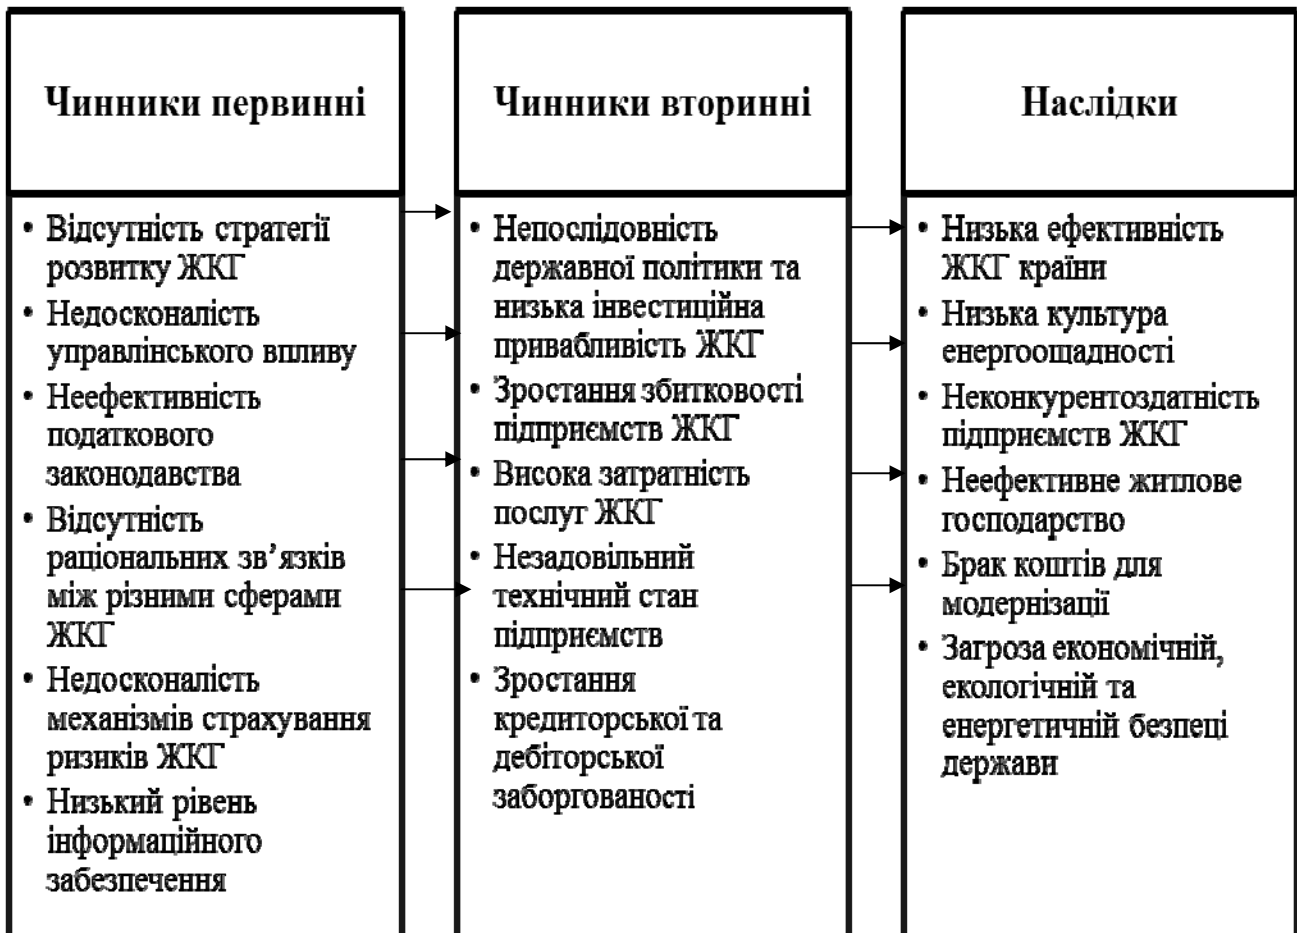 Чинники первинні
• Відсутність стратегії
розвитку ЖКГ
• Недосконалість
управлінського впливу
• Неефективність
податкового
законодавства
• Відсутність
раціональних зв’язків
між різними сферами
ЖКГ
• Недосконалість
механізмів страхування
ризиків ЖКГ
• Низький рівень
інформаційного
забезпечення
Чинники вторинні
• Непослідовність
державної політики та
низька інвестиційна
привабливість ЖКГ
• Зростання збитковості
підприємств ЖКГ
• Висока затратність
послуг ЖКГ
• Незадовільний
технічний стан
підприємств
• Зростання
кредиторської та
дебіторської
заборгованості
Наслідки
• Низька ефективність
ЖКГ країни
• Низька культура
енергоощадності
• Неконкурентоздатність
підприємств ЖКГ
• Неефективне житлове
господарство
• Брак коштів для
модернізації
• Загроза економічній,
екологічній та
енергетичній безпеці
держави